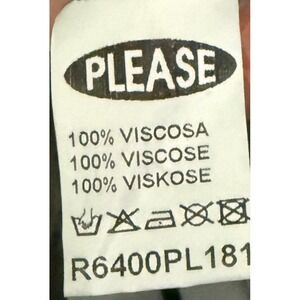 PLEASE
100% VISCOSA
100% VISCOSE
100% VISKOSE
R6400PL181